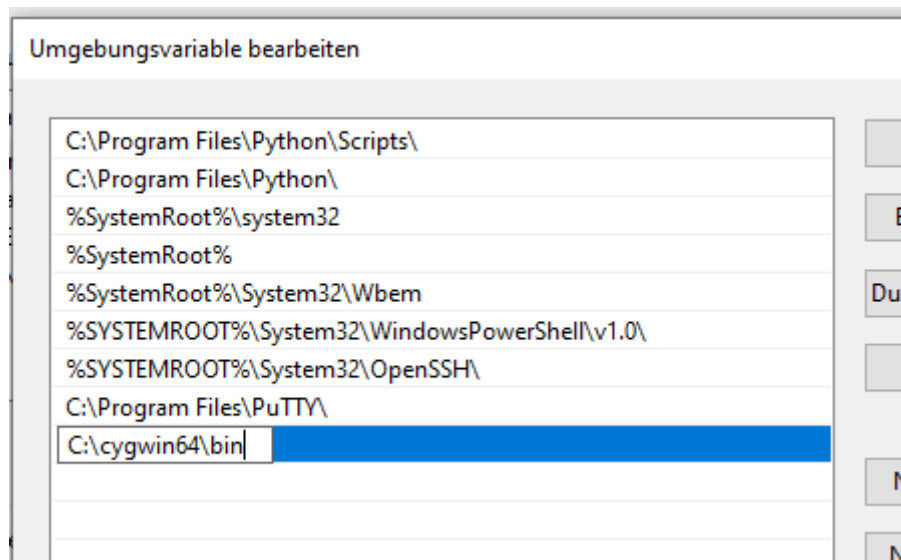 Umgebungsvariable bearbeiten
C:\Program Files\Python\Scripts\
C:\Program Files\Python\
%SystemRoot%\system32
%SystemRoot%
%SystemRoot%\System32\Wbem
%SYSTEMROOT%\System32\WindowsPowerShell\v1.0\
%SYSTEMROOT%\System32\OpenSSH\
C:\Program Files\PuTTY\
C:\cygwin64\bin